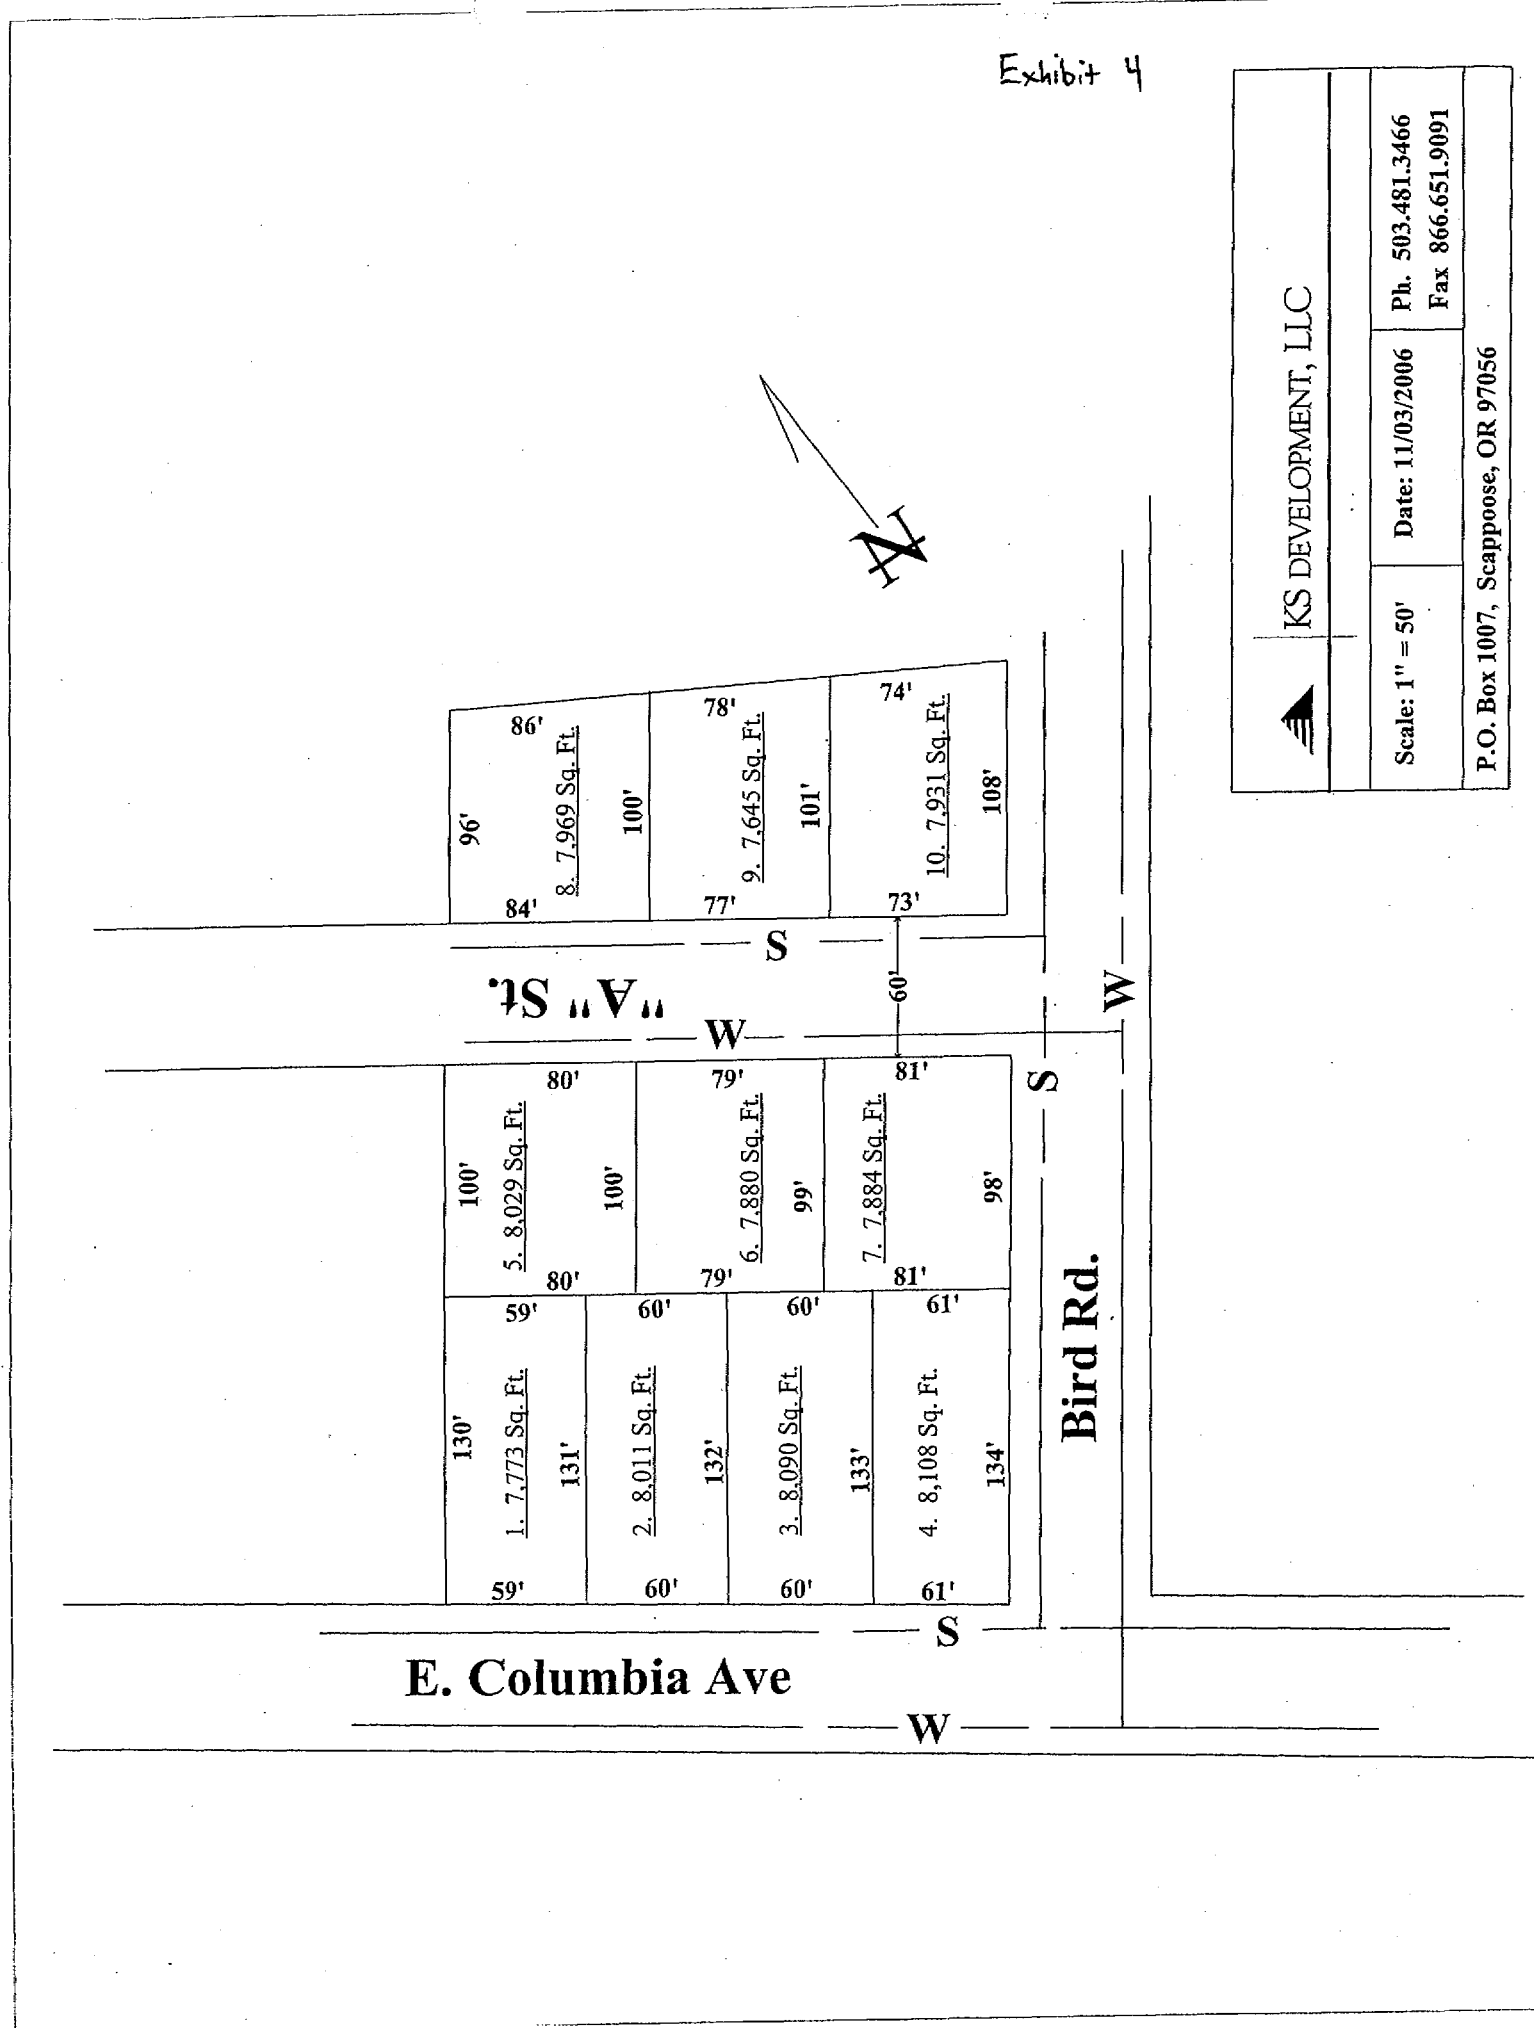 Exhibit 4
KS DEVELOPMENT, LLC
Scale: 1" = 50'
Date: 11/03/2006
Ph. 503.481.3466
Fax 866.651.9091
P.O. Box 1007, Scappoose, OR 97056
96'
86'
8. 7,969 Sq. Ft.
84'
100'
78'
9. 7,645 Sq. Ft.
77'
101'
74'
10. 7,931 Sq. Ft.
73'
108'
S
"A" St.
W
60'
W
S
100'
80'
5. 8,029 Sq. Ft.
80'
100'
79'
6. 7,880 Sq. Ft.
79'
99'
81'
7. 7,884 Sq. Ft.
81'
98'
59'
130'
1. 7,773 Sq. Ft.
59'
131'
60'
2. 8,011 Sq. Ft.
60'
132'
60'
3. 8,090 Sq. Ft.
60'
133'
61'
4. 8,108 Sq. Ft.
61'
134'
Bird Rd.
S
E. Columbia Ave
W
N